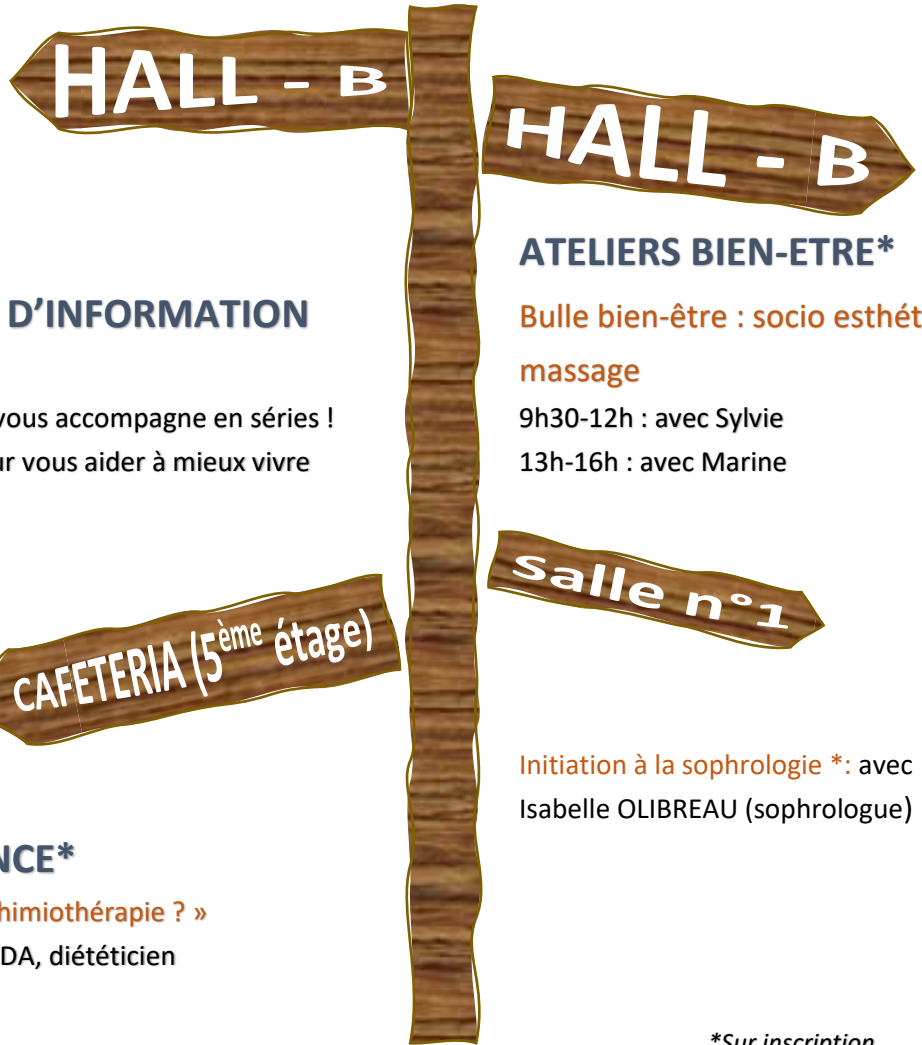 HALL - B
D'INFORMATION
vous accompagne en séries !
vous aider à mieux vivre
CAFETERIA (5ème étage)
NCE*
himiothérapie ? »
DA, diététicien
HALL - B
ATELIERS BIEN-ETRE*
Bulle bien-être : socio esthét
massage
9h30-12h : avec Sylvie
13h-16h : avec Marine
Salle n°1
Initiation à la sophrologie *: avec
Isabelle OLIBREAU (sophrologue)
*Sur inscription